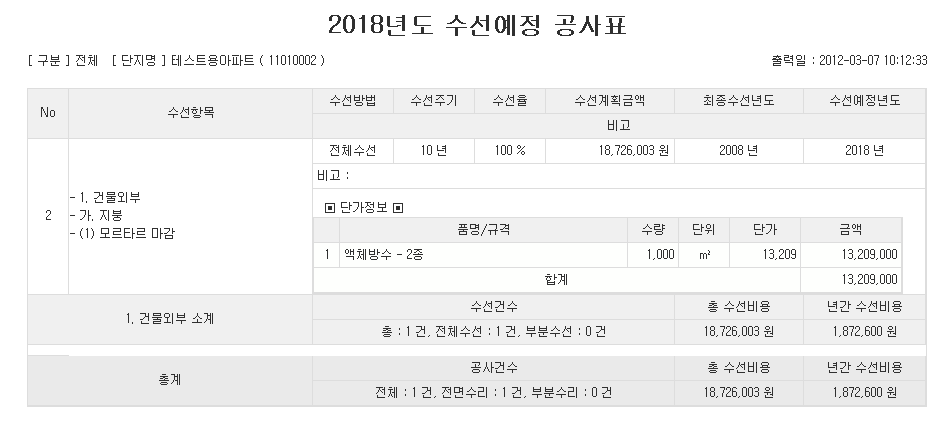 2018년도 수선예정 공사표
[ 구분 ] 전체 [ 단지명 ] 테스트용아파트 ( 11010002 ) 출력일 : 2012-03-07 10:12:33
No 수선항목 수선방법 수선주기 수선율 수선계획금액 최종수선년도 수선예정년도
비고
2
- 1. 건물외부
- 가. 지붕
- (1) 모르타르 마감
전체수선 10 년 100 % 18,726,003 원 2008 년 2018 년
비고 :
▣ 단가정보 ▣
품명/규격 수량 단위 단가 금액
1 액체방수 - 2종 1,000 ㎡ 13,209 13,209,000
합계 13,209,000
1. 건물외부 소계 수선건수 총 수선비용 년간 수선비용
총 : 1 건, 전체수선 : 1 건, 부분수선 : 0 건 18,726,003 원 1,872,600 원
총계 공사건수 총 수선비용 년간 수선비용
전체 : 1 건, 전면수리 : 1 건, 부분수리 : 0 건 18,726,003 원 1,872,600 원